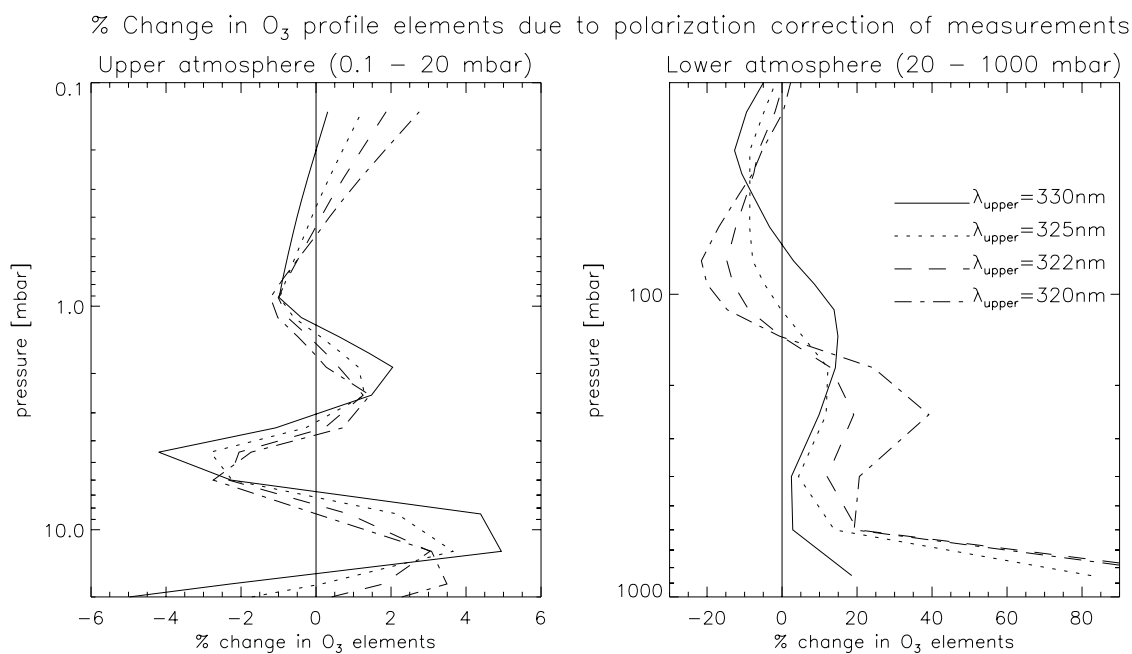 % Change in O3 profile elements due to polarization correction of measurements
Upper atmosphere (0.1 − 20 mbar)
0.1
1.0
10.0
pressure [mbar]
−6 −4 −2 0 2 4 6
% change in O3 elements
Lower atmosphere (20 − 1000 mbar)
λupper=330nm
λupper=325nm
λupper=322nm
λupper=320nm
100
1000
pressure [mbar]
−20 0 20 40 60 80
% change in O3 elements